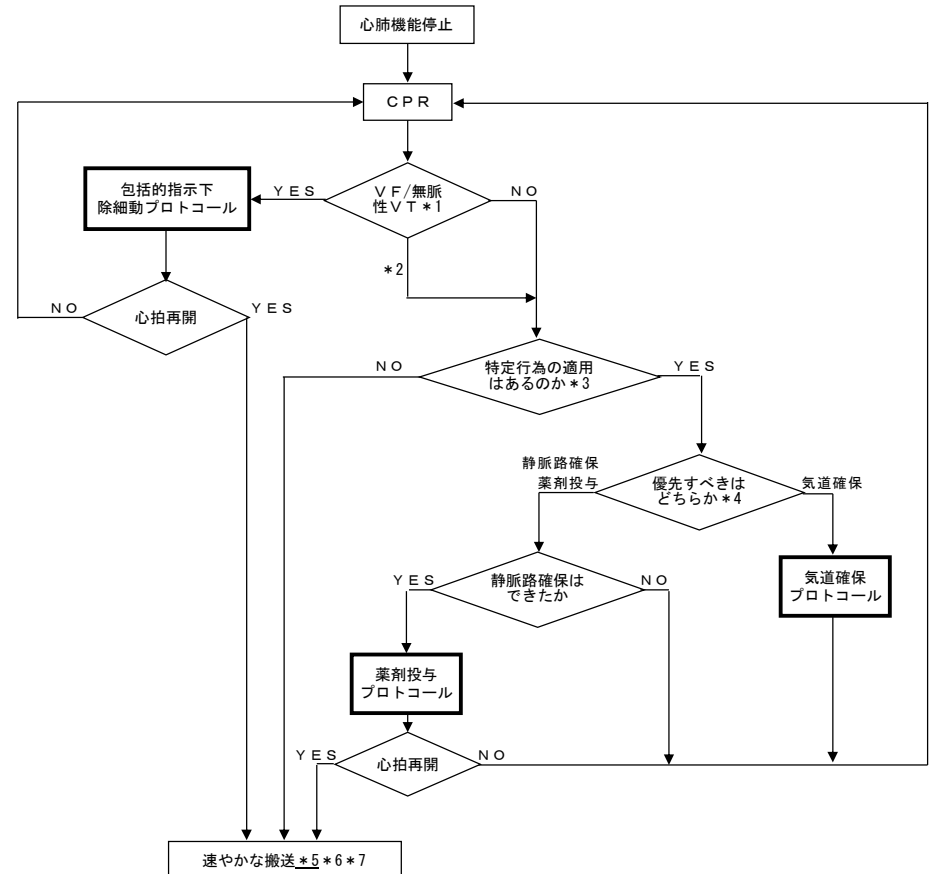 心肺機能停止
CPR
包括的指示下
除細動プロトコール
YES
VF/無脈
性VT*1
NO
*2
NO
心拍再開
YES
NO
特定行為の適用
はあるのか*3
YES
静脈路確保
薬剤投与
優先すべきは
どちらか*4
気道確保
YES
静脈路確保は
できたか
NO
気道確保
プロトコール
薬剤投与
プロトコール
YES
心拍再開
NO
速やかな搬送*5*6*7